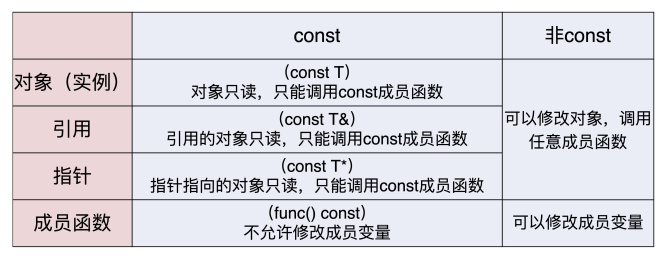 const
非const
对象（实例）
（const T）
对象只读，只能调用const成员函数
可以修改对象，调用
任意成员函数
引用
（const T&）
引用的对象只读，只能调用const成员函数
指针
（const T*）
指针指向的对象只读，只能调用const成员函数
成员函数
（func() const）
不允许修改成员变量
可以修改成员变量